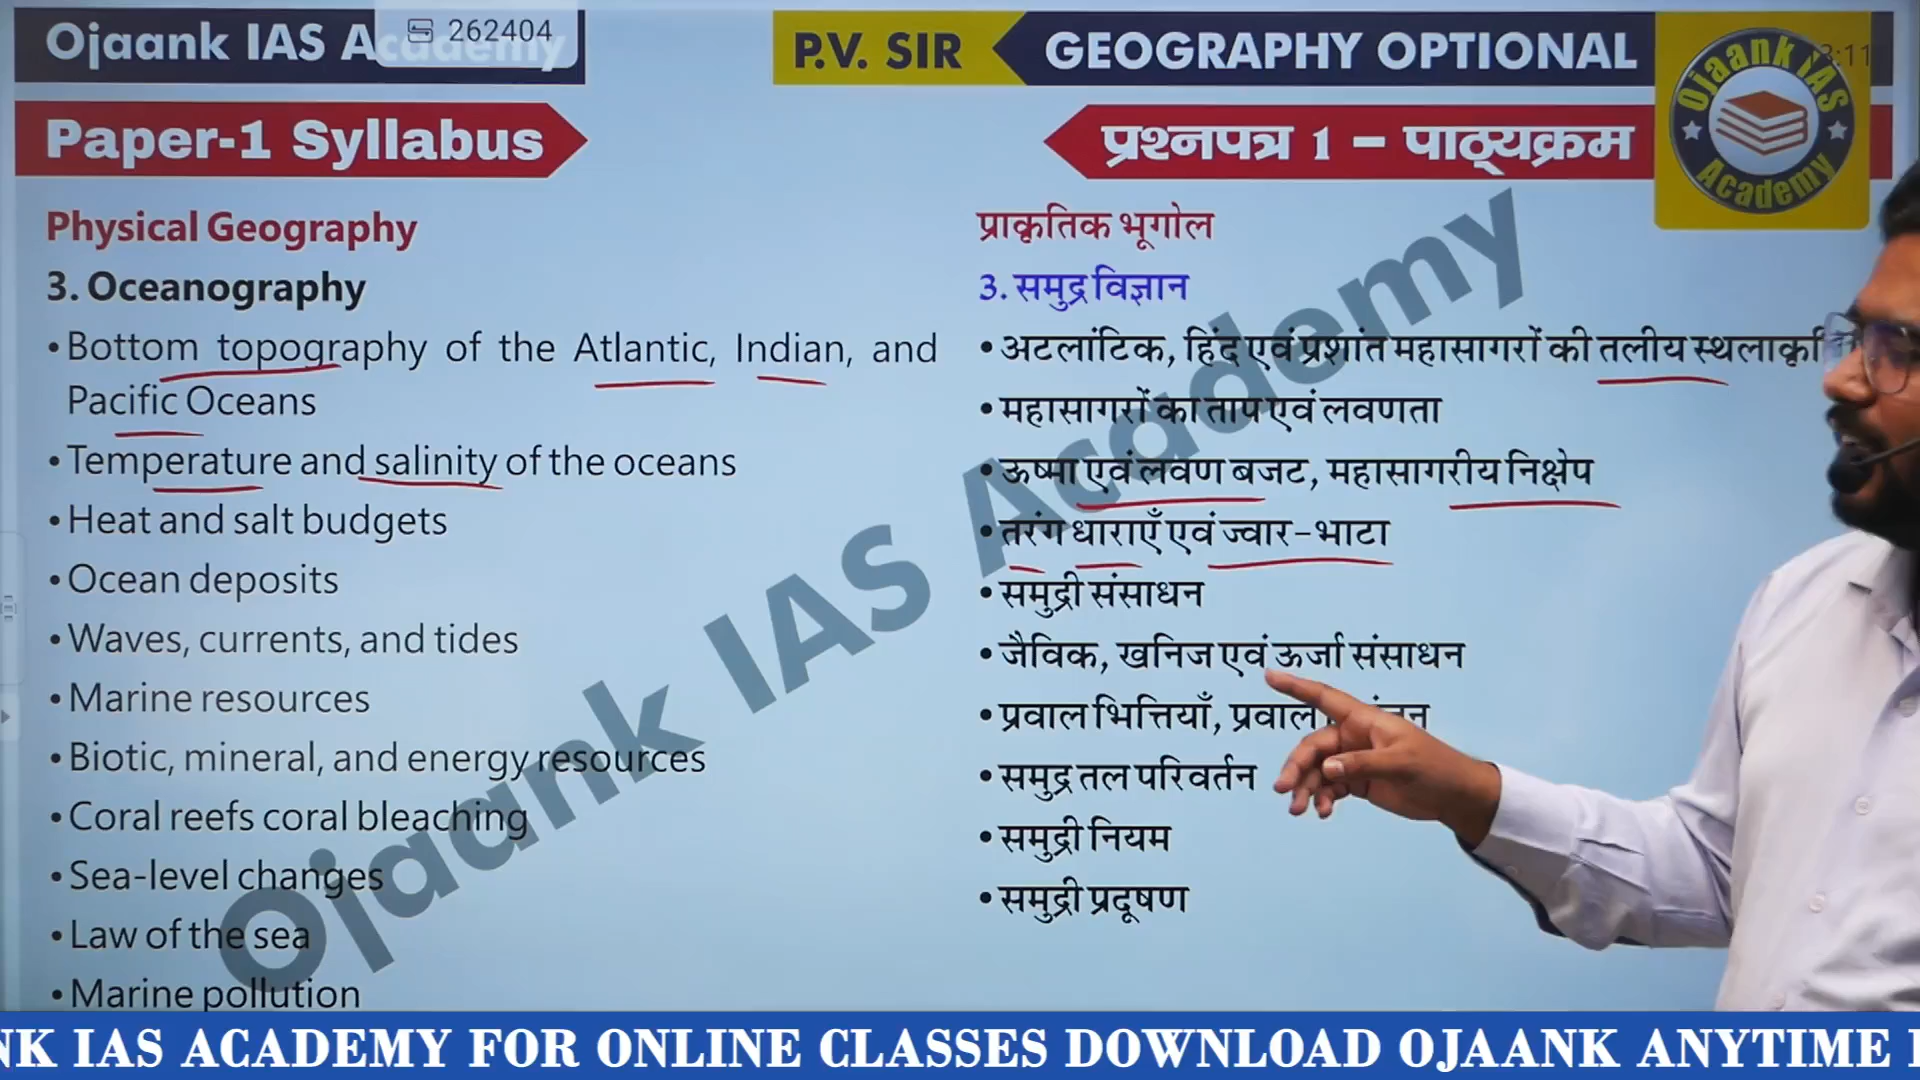 Ojaank IAS Academy
262404
P.V. SIR
GEOGRAPHY OPTIONAL
Ojaank IAS
Academy
Paper-1 Syllabus
प्रश्नपत्र 1 – पाठ्यक्रम
Physical Geography
3. Oceanography
• Bottom topography of the Atlantic, Indian, and
Pacific Oceans
• Temperature and salinity of the oceans
• Heat and salt budgets
• Ocean deposits
• Waves, currents, and tides
• Marine resources
• Biotic, mineral, and energy resources
• Coral reefs coral bleaching
• Sea-level changes
• Law of the sea
• Marine pollution
प्राकृतिक भूगोल
3. समुद्र विज्ञान
• अटलांटिक, हिंद एवं प्रशांत महासागरों की तलीय
• महासागरों का ताप एवं लवणता
• ऊष्मा एवं लवण बजट, महासागरीय निक्षेप
• तरंग धाराएँ एवं ज्वार-भाटा
• समुद्री संसाधन
• जैविक, खनिज एवं ऊर्जा संसाधन
• प्रवाल भित्तियाँ, प्रवाल
• समुद्र तल परिवर्तन
• समुद्री नियम
• समुद्री प्रदूषण
Ojaank IAS Academy
IAS ACADEMY FOR ONLINE CLASSES DOWNLOAD OJAANK ANYTIME